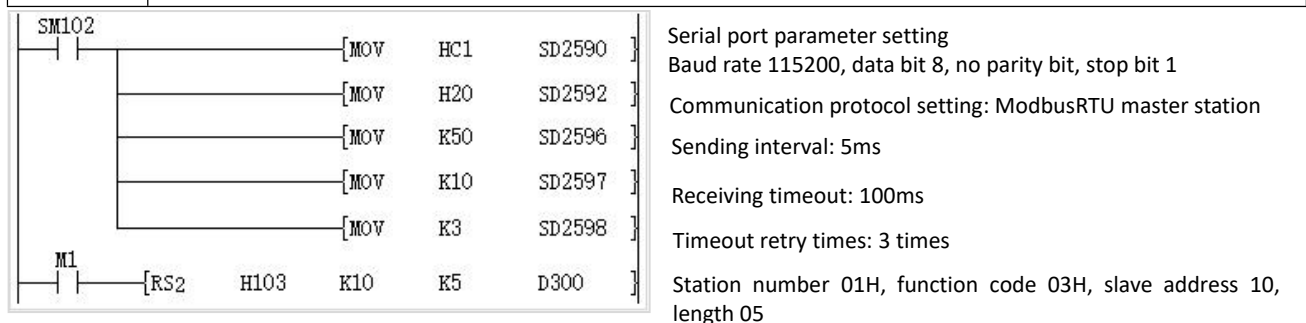 SM102
[MOV HC1 SD2590 ]
Serial port parameter setting
Baud rate 115200, data bit 8, no parity bit, stop bit 1
[MOV H20 SD2592 ]
Communication protocol setting: ModbusRTU master station
[MOV K50 SD2596 ]
Sending interval: 5ms
[MOV K10 SD2597 ]
Receiving timeout: 100ms
[MOV K3 SD2598 ]
Timeout retry times: 3 times
M1
[RS2 H103 K10 K5 D300 ]
Station number 01H, function code 03H, slave address 10,
length 05